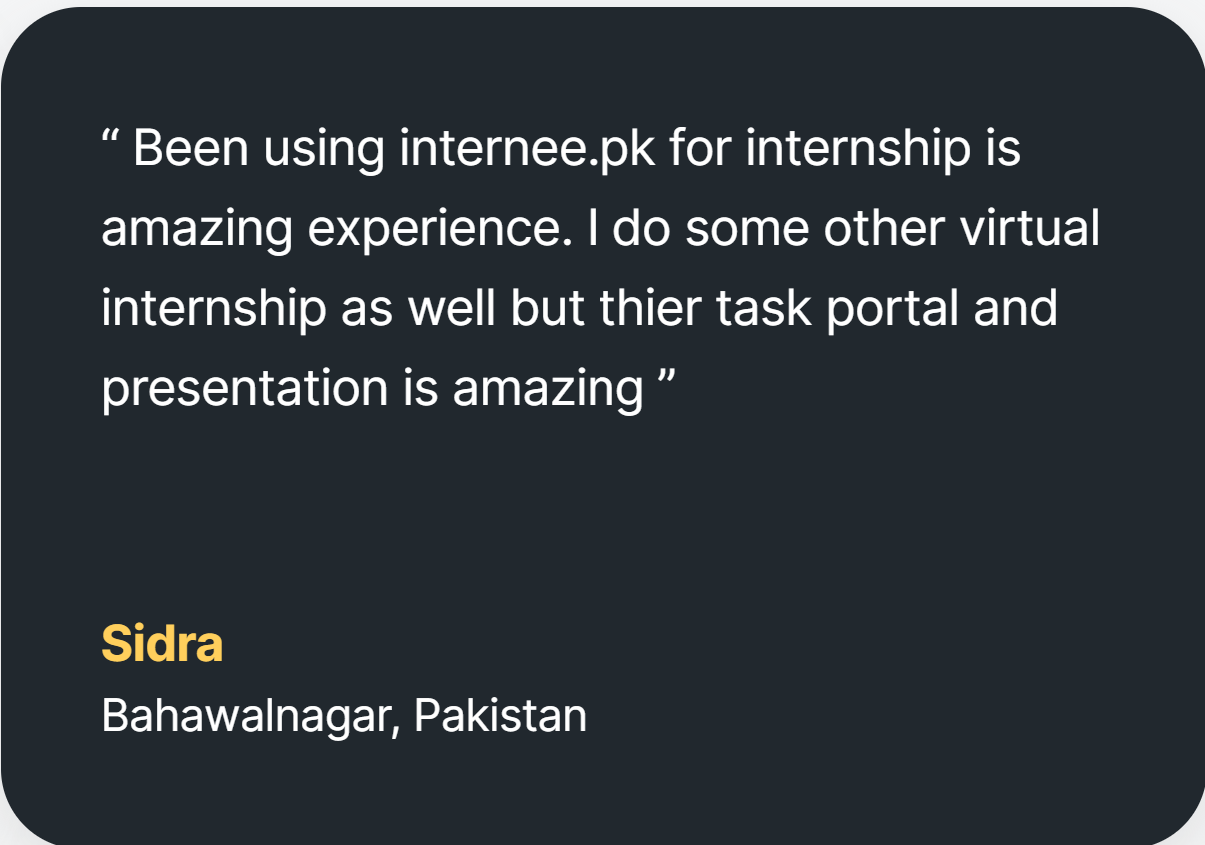 “ Been using internee.pk for internship is
amazing experience. I do some other virtual
internship as well but thier task portal and
presentation is amazing ”
Sidra
Bahawalnagar, Pakistan